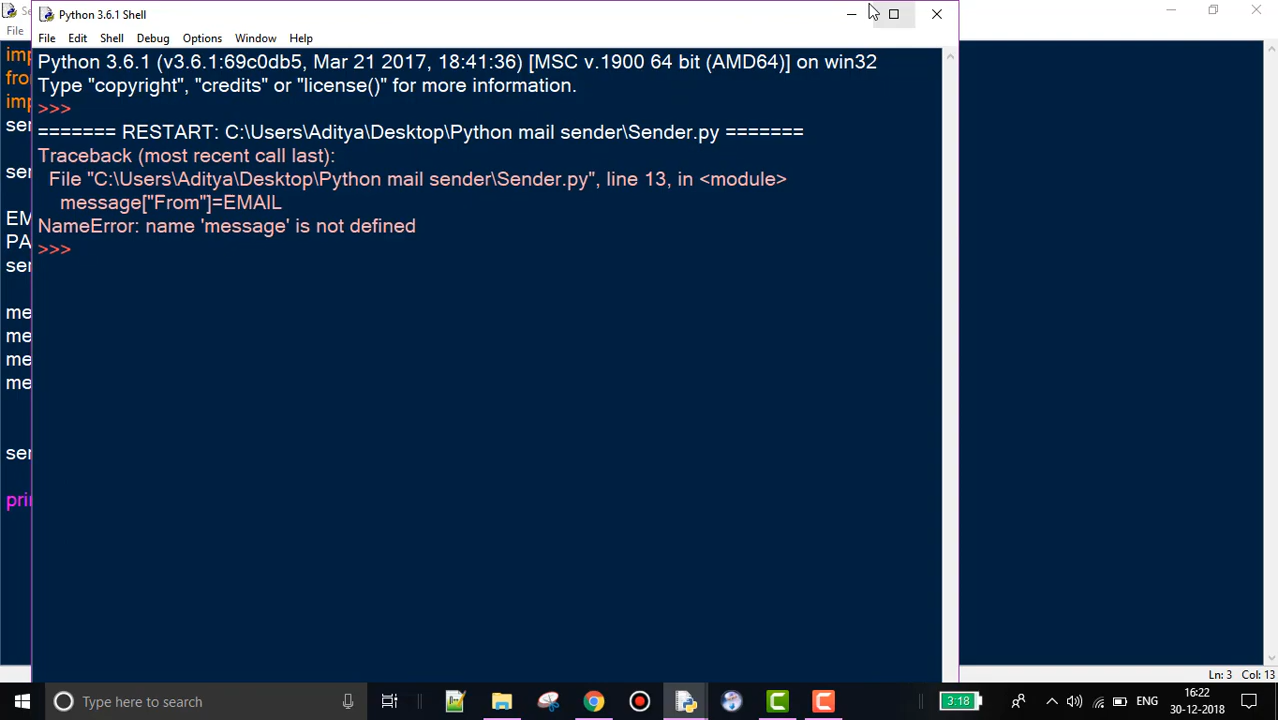 Python 3.6.1 Shell
File Edit Shell Debug Options Window Help
Python 3.6.1 (v3.6.1:69c0db5, Mar 21 2017, 18:41:36) [MSC v.1900 64 bit (AMD64)] on win32
Type "copyright", "credits" or "license()" for more information.
>>>
======= RESTART: C:\Users\Aditya\Desktop\Python mail sender\Sender.py =======
Traceback (most recent call last):
File "C:\Users\Aditya\Desktop\Python mail sender\Sender.py", line 13, in <module>
message["From"]=EMAIL
NameError: name 'message' is not defined
>>>
File
Ln: 3 Col: 13
Type here to search
3:18
ENG
16:22
30-12-2018